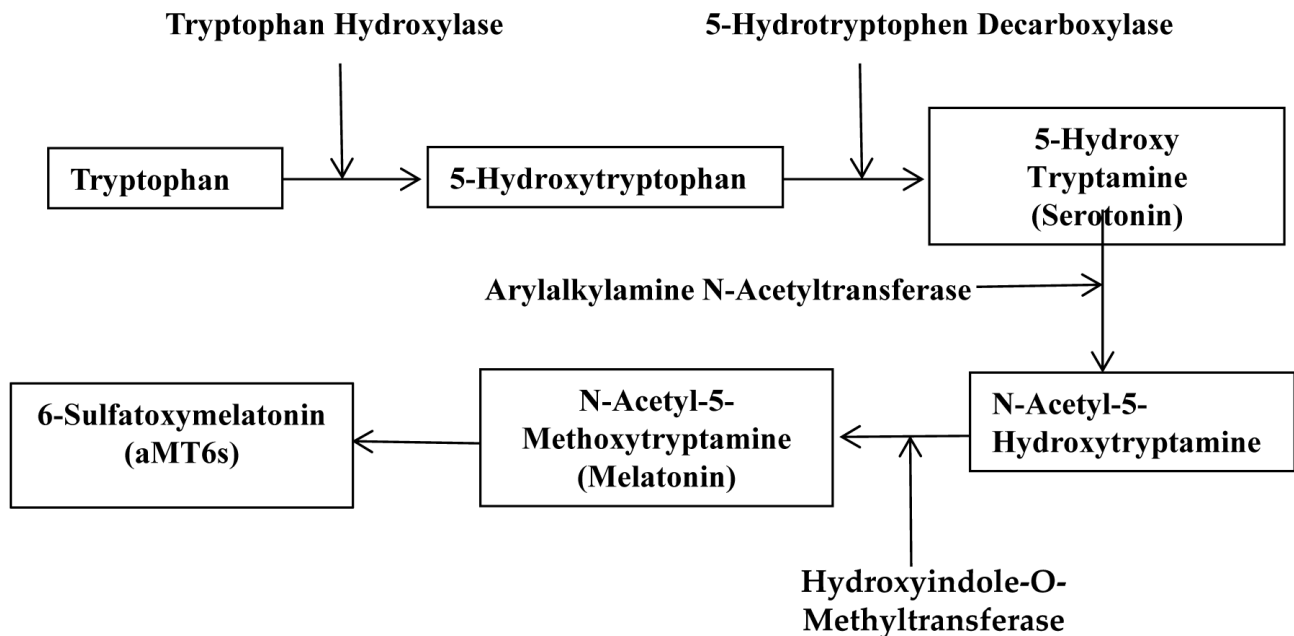 Tryptophan Hydroxylase
5-Hydrotryptophen Decarboxylase
Tryptophan
5-Hydroxytryptophan
5-Hydroxy
Tryptamine
(Serotonin)
Arylalkylamine N-Acetyltransferase
6-Sulfatoxymelatonin
(aMT6s)
N-Acetyl-5-
Methoxytryptamine
(Melatonin)
N-Acetyl-5-
Hydroxytryptamine
Hydroxyindole-O-
Methyltransferase